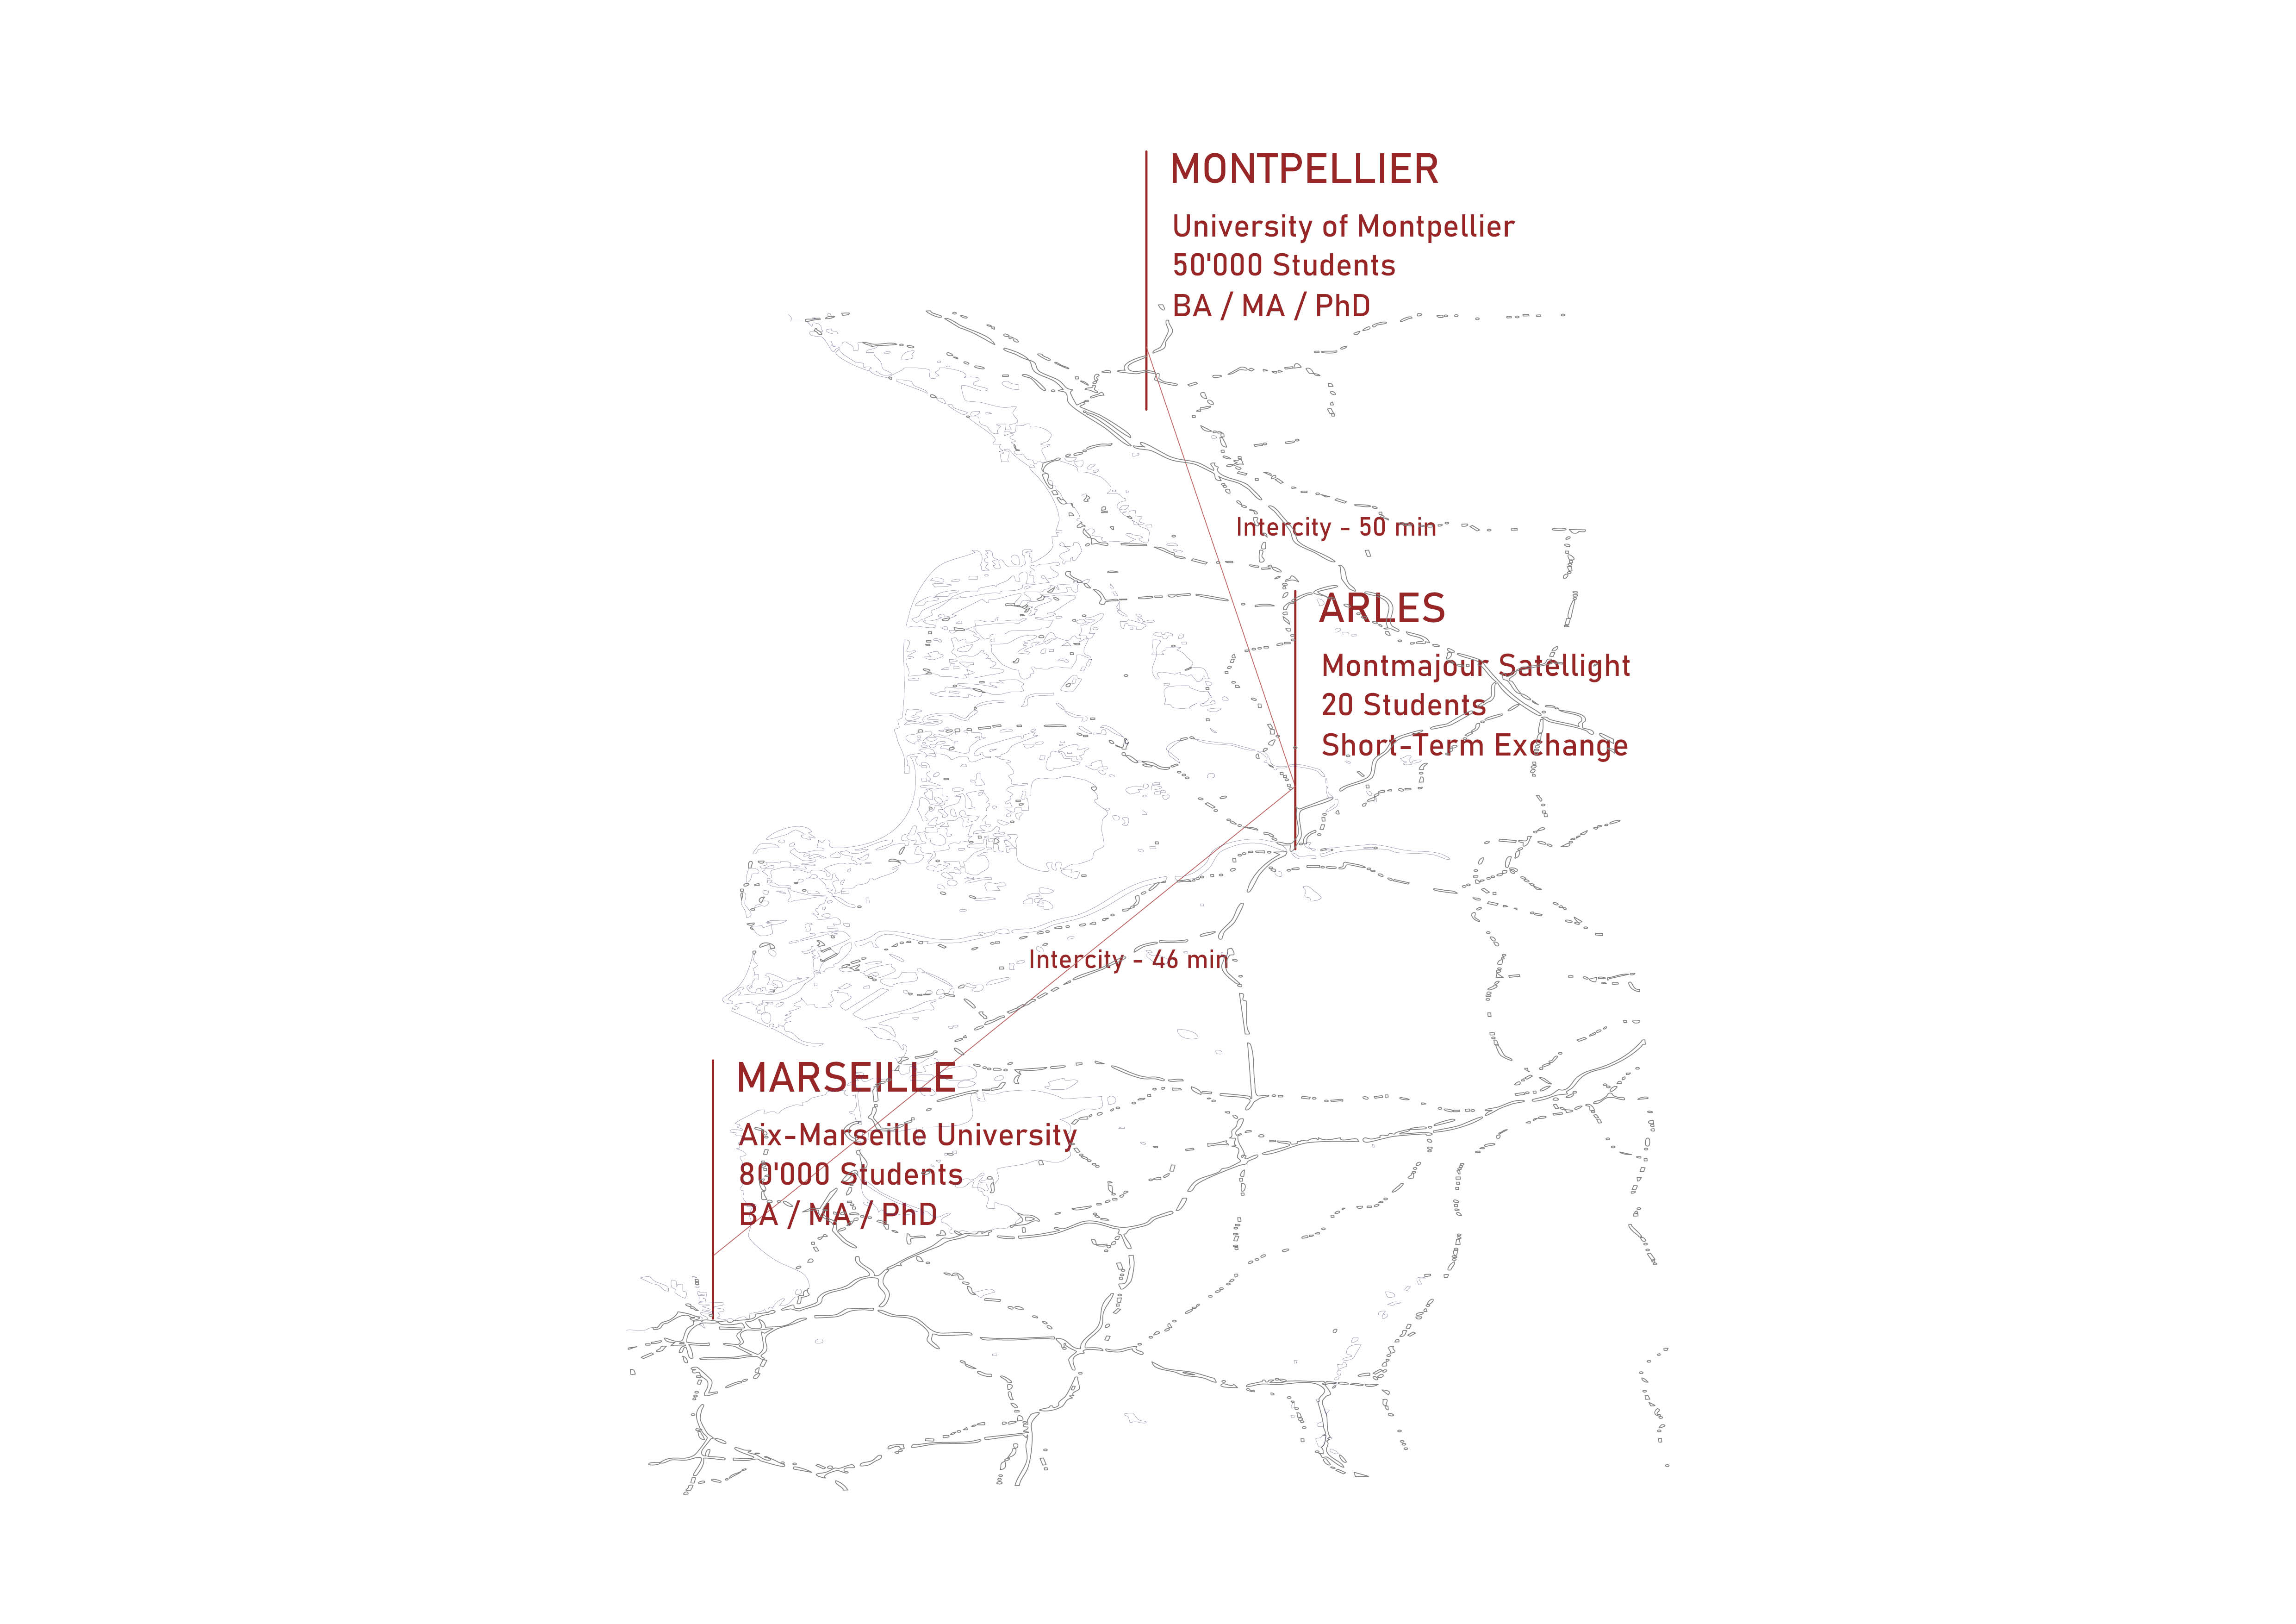 MONTPELLIER
University of Montpellier
50'000 Students
BA / MA / PhD
Intercity - 50 min
ARLES
Montmajour Satellight
20 Students
Short-Term Exchange
Intercity - 46 min
MARSEILLE
Aix-Marseille University
80'000 Students
BA / MA / PhD